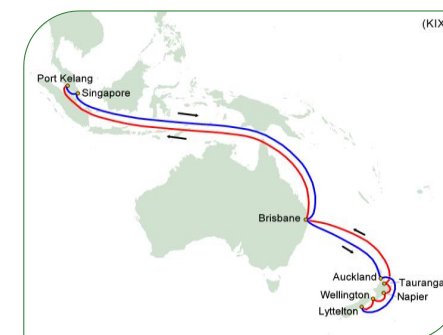 (KIX
Port Kelang
Singapore
Brisbane
Auckland
Tauranga
Wellington
Napier
Lyttelton